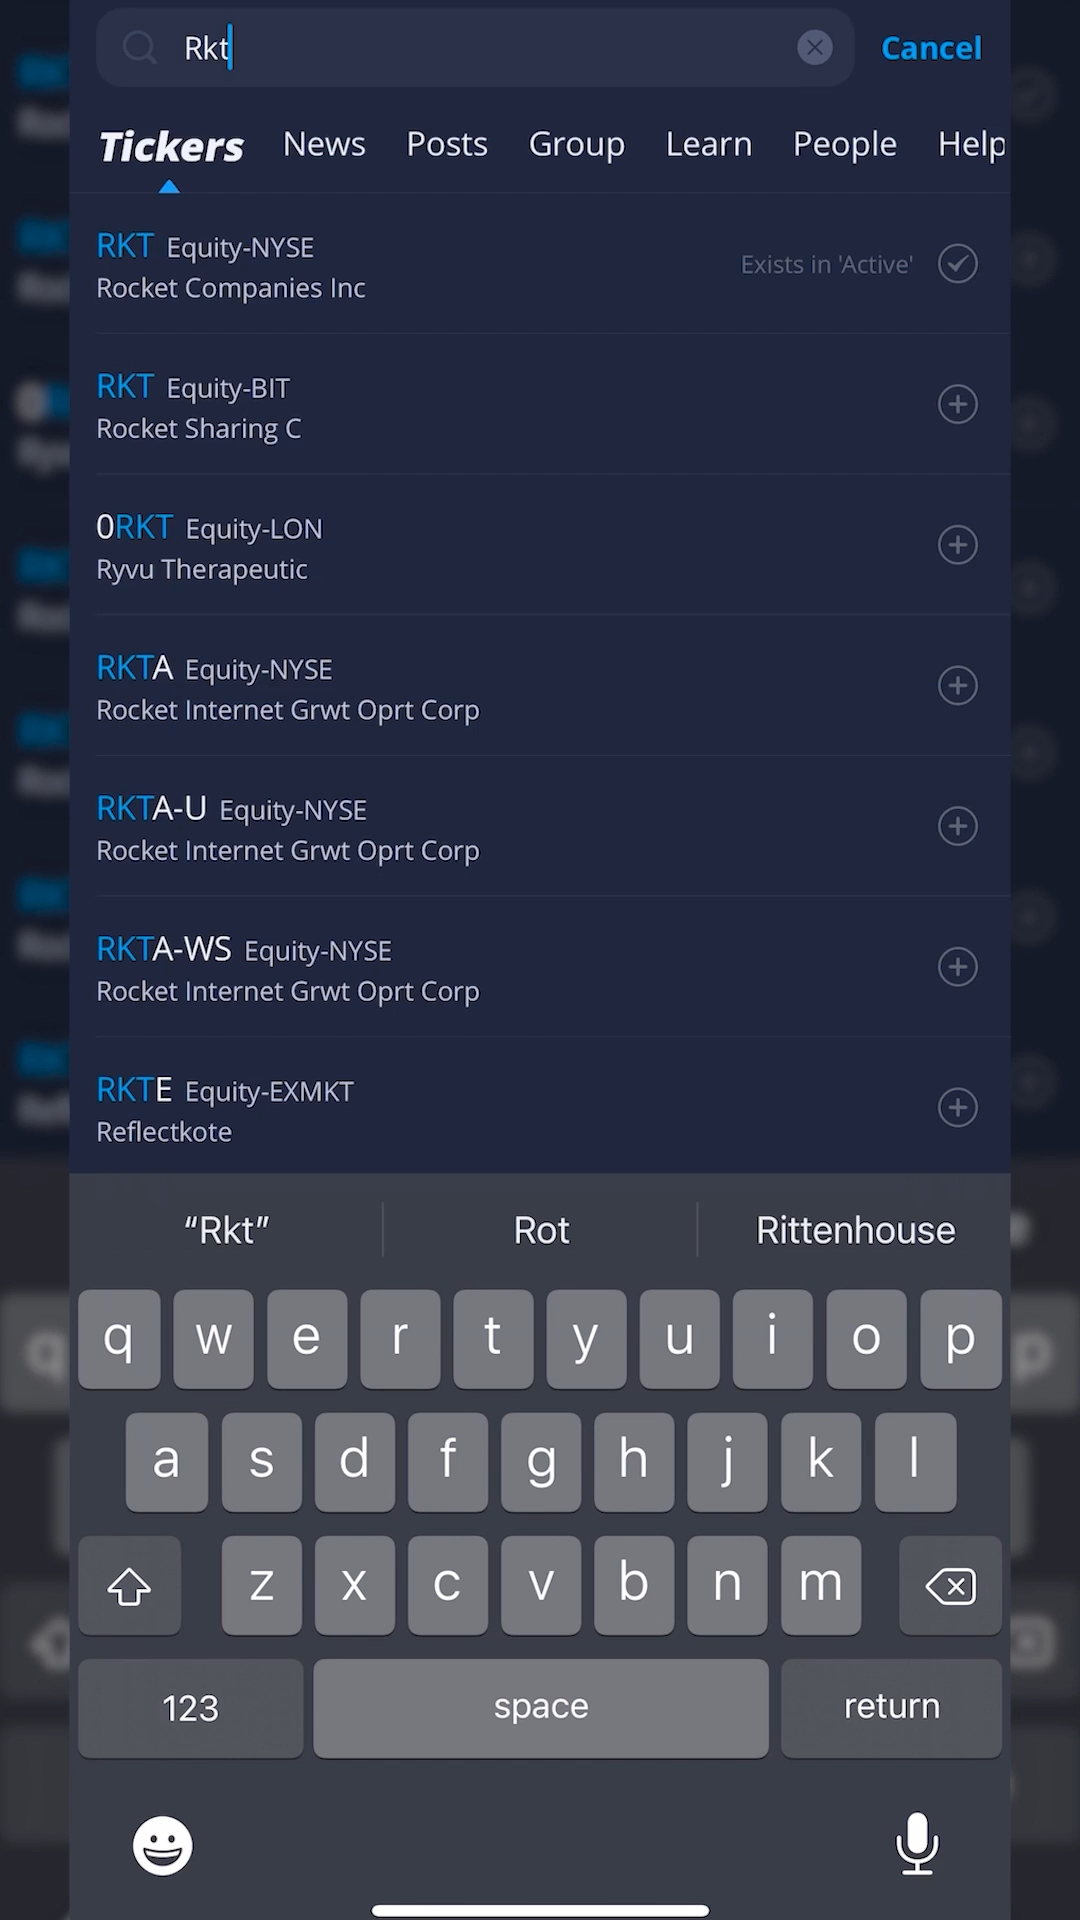 Rkt
Cancel
Tickers News Posts Group Learn People Help
RKT Equity-NYSE
Rocket Companies Inc
Exists in 'Active'
RKT Equity-BIT
Rocket Sharing C
0RKT Equity-LON
Ryvu Therapeutic
RKTA Equity-NYSE
Rocket Internet Grwt Oprt Corp
RKTA-U Equity-NYSE
Rocket Internet Grwt Oprt Corp
RKTA-WS Equity-NYSE
Rocket Internet Grwt Oprt Corp
RKTE Equity-EXMKT
Reflectkote
“Rkt” Rot Rittenhouse
q w e r t y u i o p
a s d f g h j k l
z x c v b n m
123 space return